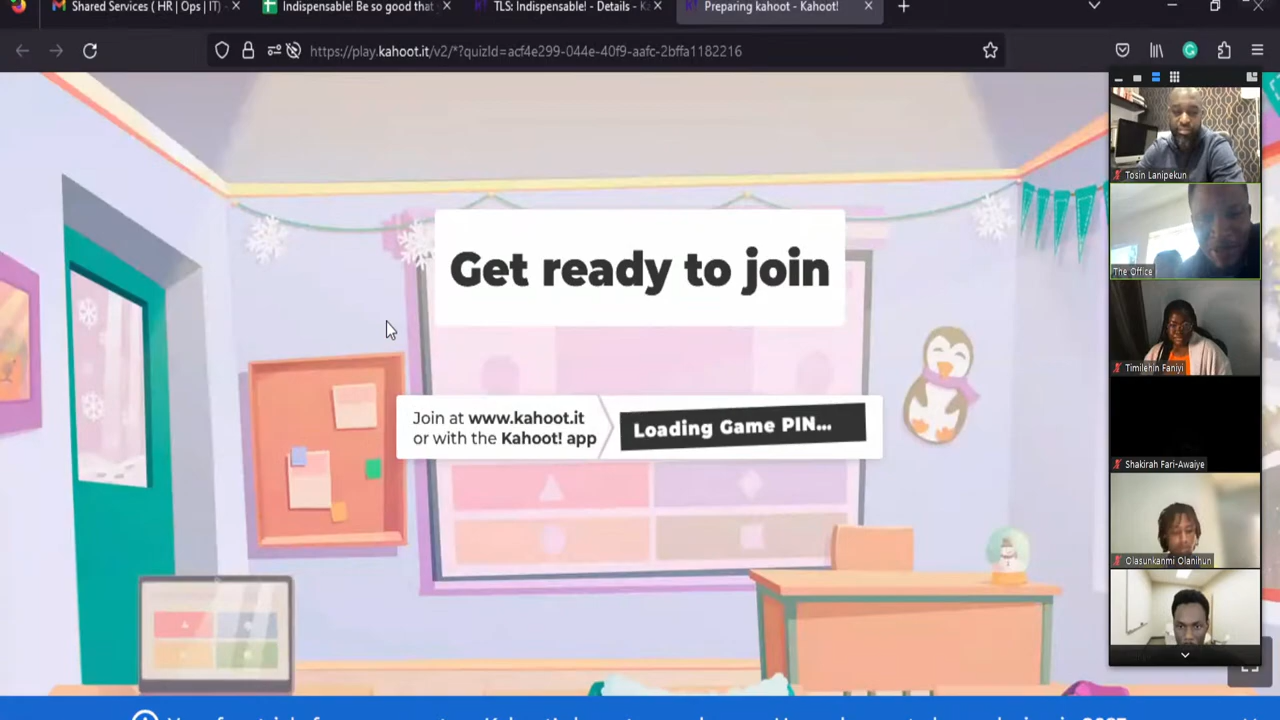 Shared Services ( HR | Ops | IT )
Indispensable! Be so good that
TLS: Indispensable! - Details - Ka
Preparing kahoot - Kahoot!
https://play.kahoot.it/v2/*?quizId=acf4e299-044e-40f9-aafc-2bffa1182216
Get ready to join
Join at www.kahoot.it
or with the Kahoot! app
Loading Game PIN...
Tosin Lanipekun
The Office
Timilehin Faniyi
Shakirah Fari-Awaiye
Olasunkanmi Olanihun